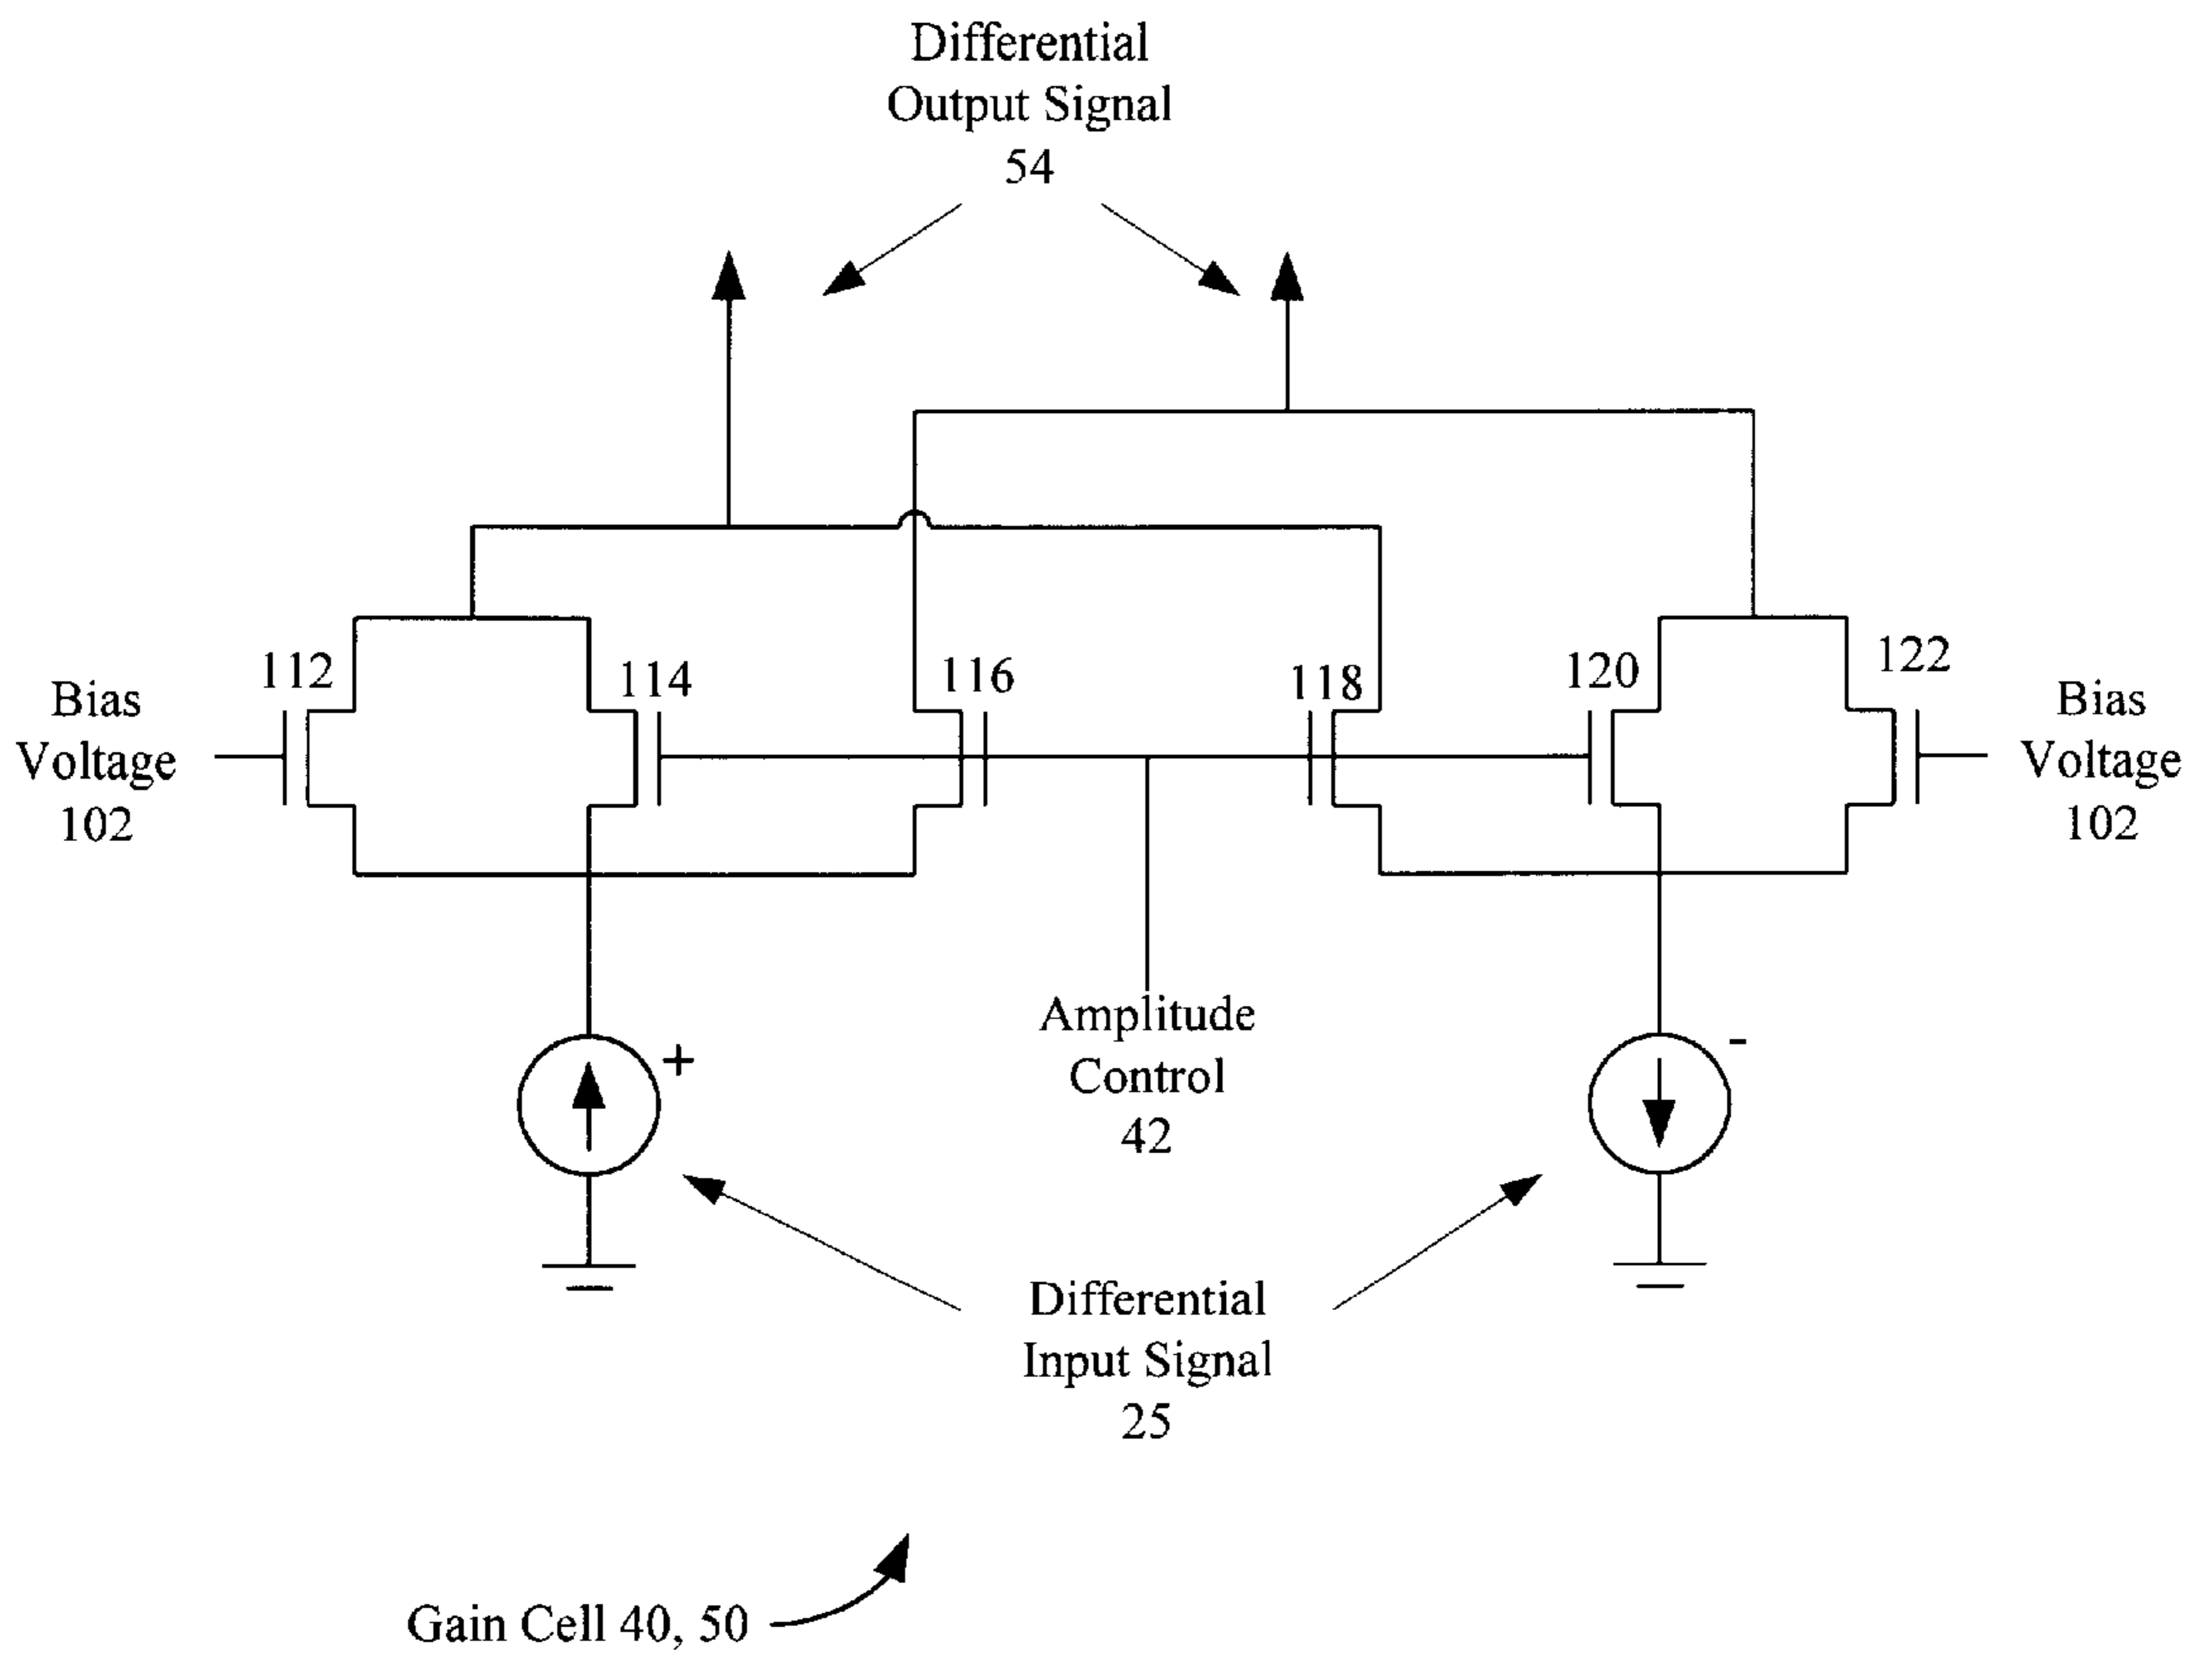 Differential
Output Signal
54
112
114
116
118
120
122
Bias
Voltage
102
Bias
Voltage
102
+
-
Amplitude
Control
42
Differential
Input Signal
25
Gain Cell 40, 50